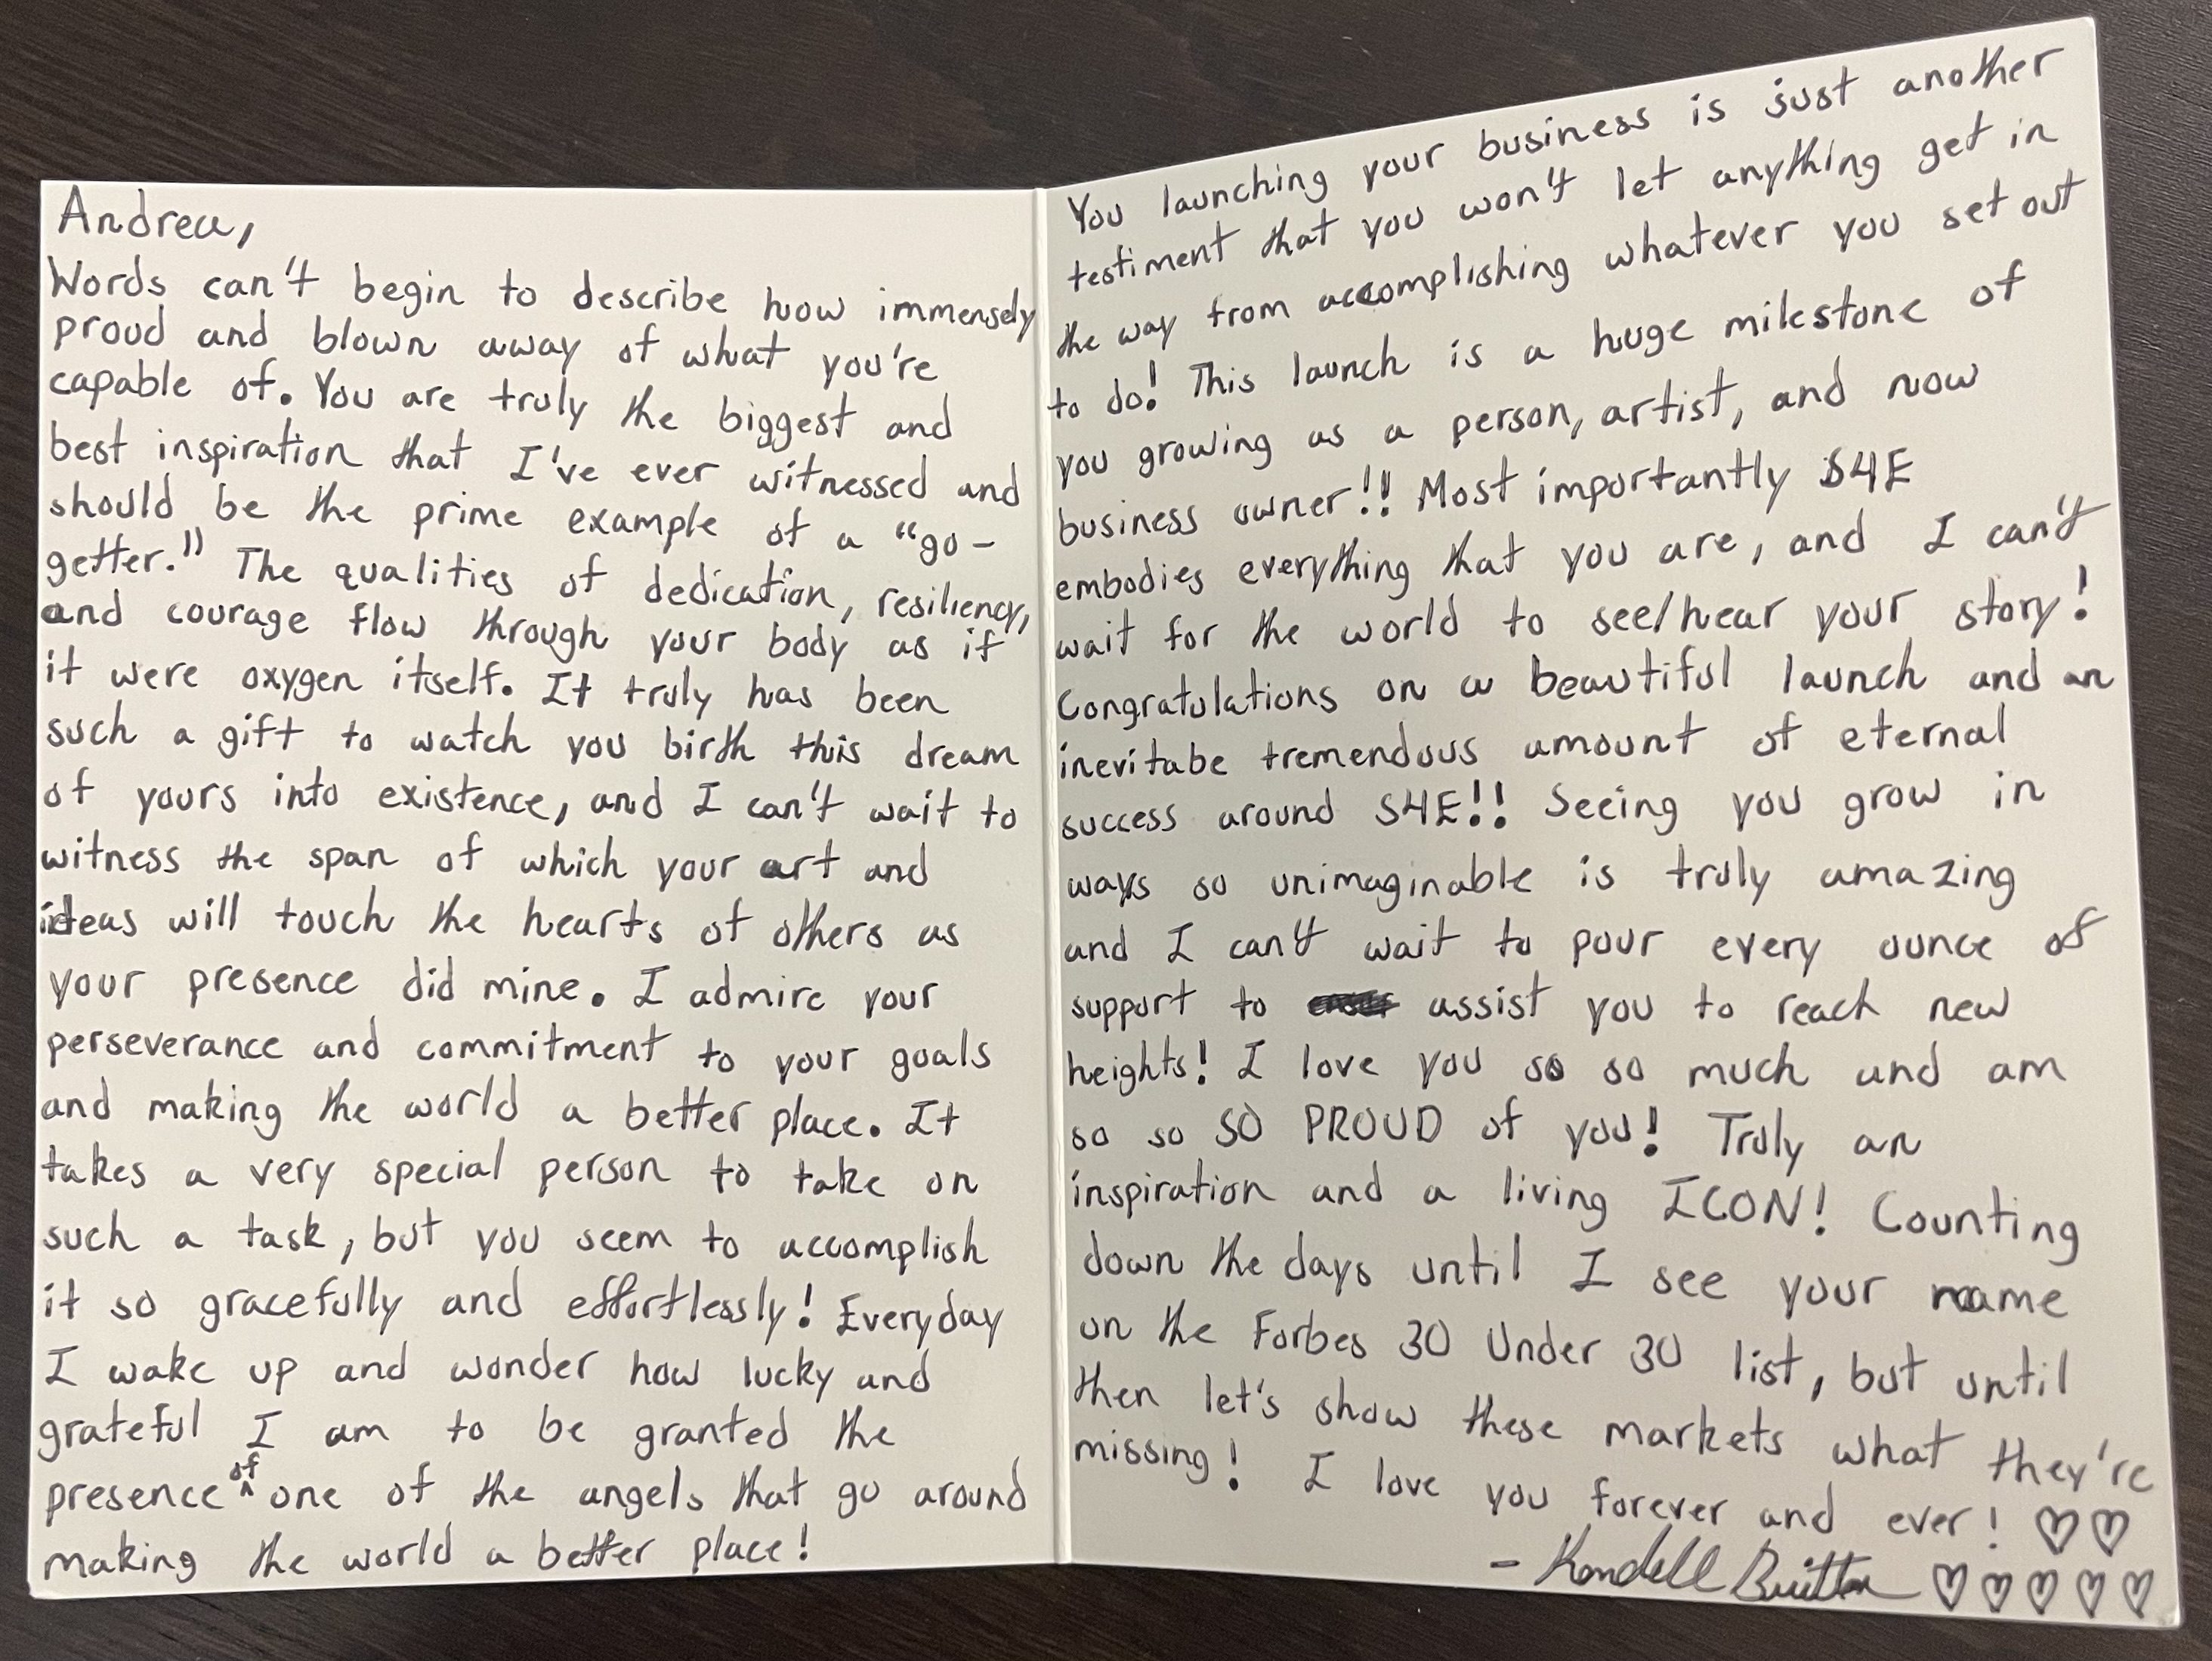 Andrea,
Words can't begin to describe how immensely
proud and blown away of what you're
capable of. You are truly the biggest and
best inspiration that I've ever witnessed and
should be the prime example of a "go-
getter." The qualities of dedication, resiliency,
and courage flow through your body as if
it were oxygen itself. It truly has been
such a gift to watch you birth this dream
of yours into existence, and I can't wait to
witness the span of which your art and
ideas will touch the hearts of others as
your presence did mine. I admire your
perseverance and commitment to your goals
and making the world a better place. It
takes a very special person to take on
such a task, but you seem to accomplish
it so gracefully and effortlessly! Everyday
I wake up and wonder how lucky and
grateful I am to be granted the
presence of one of the angels that go around
making the world a better place!
You launching your business is just another
testiment that you won't let anything get in
the way from accomplishing whatever you set out
to do! This launch is a huge milestone of
you growing as a person, artist, and now
business owner!! Most importantly S4E
embodies everything that you are, and I can't
wait for the world to see/hear your story!
Congratulations on a beautiful launch and an
inevitabe tremendous amount of eternal
success around S4E!! Seeing you grow in
ways so unimaginable is truly amazing
and I can't wait to pour every ounce of
support to assist you to reach new
heights! I love you so so much and am
so so SO PROUD of you! Truly an
inspiration and a living ICON! Counting
down the days until I see your name
on the Forbes 30 Under 30 list, but until
then let's show these markets what they're
missing! I love you forever and ever! ♡♡
- Kendell Britton ♡♡♡♡♡